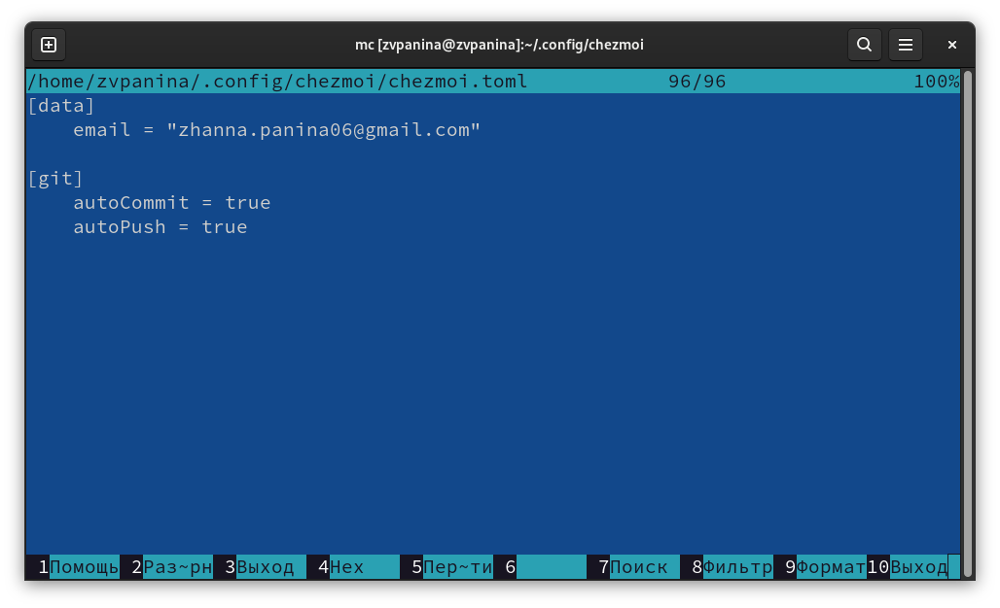 mc [zvpanina@zvpanina]:~/.config/chezmoi
/home/zvpanina/.config/chezmoi/chezmoi.toml 96/96 100%
[data]
    email = "zhanna.panina06@gmail.com"
[git]
    autoCommit = true
    autoPush = true
1Помощь 2Раз~рн 3Выход 4Hex 5Пер~ти 6 7Поиск 8Фильтр 9Формат 10Выход